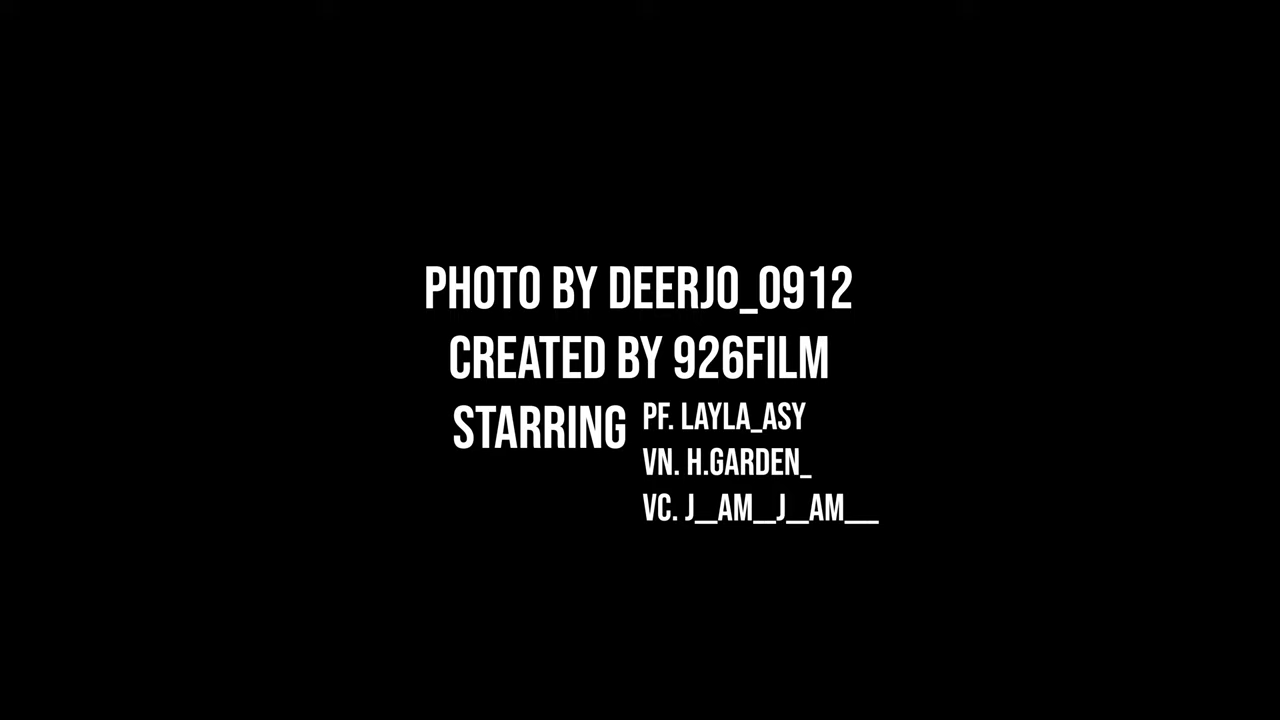 PHOTO BY DEERJO_0912
CREATED BY 926FILM
STARRING PF. LAYLA_ASY
VN. H.GARDEN_
VC. J__AM__J__AM___